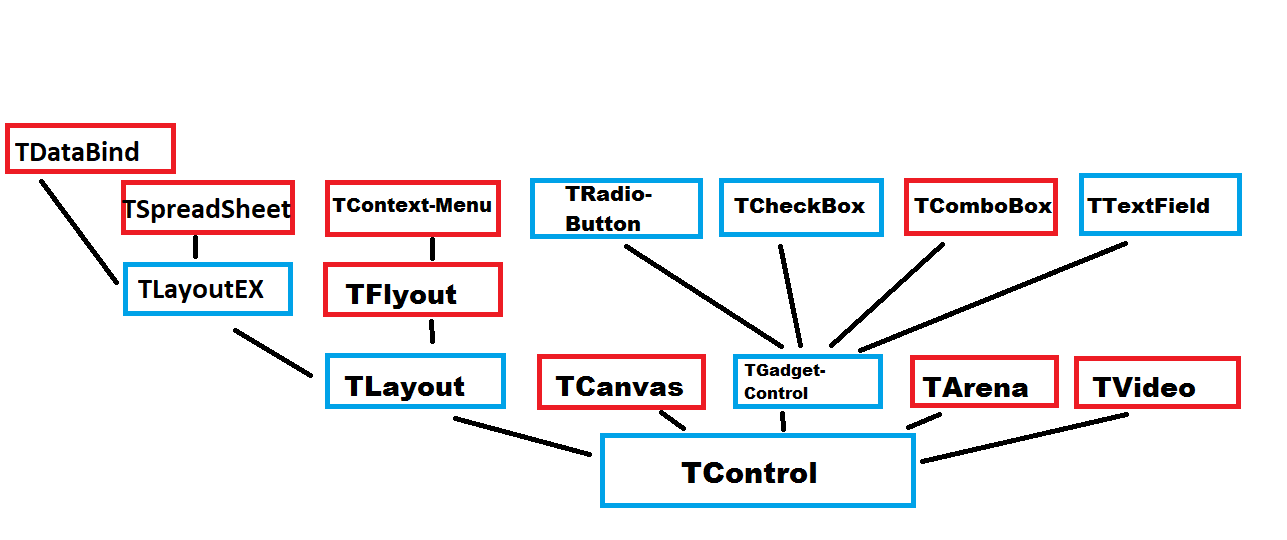 TDataBind
TSpreadSheet
TContext-Menu
TRadio-
Button
TCheckBox
TComboBox
TTextField
TLayoutEX
TFlyout
TLayout
TCanvas
TGadget-
Control
TArena
TVideo
TControl